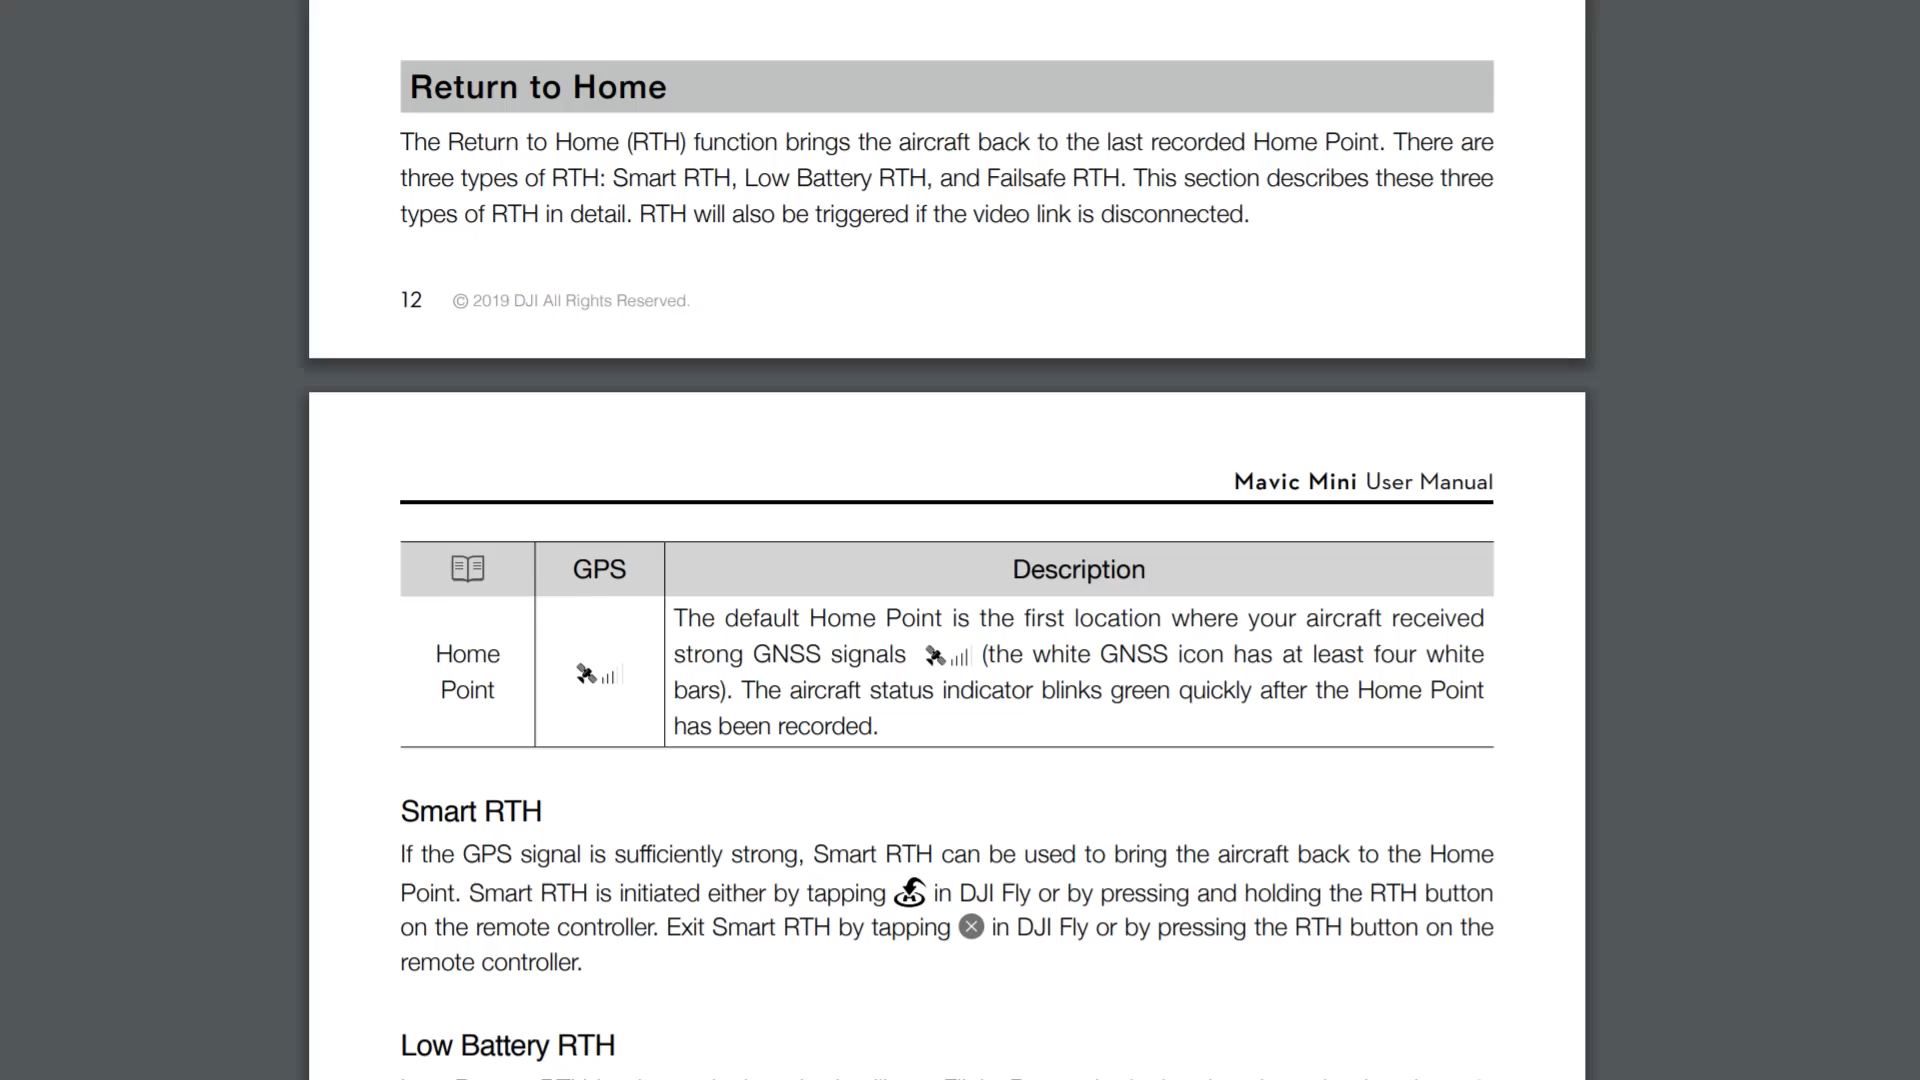 Return to Home
The Return to Home (RTH) function brings the aircraft back to the last recorded Home Point. There are
three types of RTH: Smart RTH, Low Battery RTH, and Failsafe RTH. This section describes these three
types of RTH in detail. RTH will also be triggered if the video link is disconnected.
12 © 2019 DJI All Rights Reserved.
Mavic Mini User Manual
GPS Description
Home
Point
The default Home Point is the first location where your aircraft received
strong GNSS signals (the white GNSS icon has at least four white
bars). The aircraft status indicator blinks green quickly after the Home Point
has been recorded.
Smart RTH
If the GPS signal is sufficiently strong, Smart RTH can be used to bring the aircraft back to the Home
Point. Smart RTH is initiated either by tapping in DJI Fly or by pressing and holding the RTH button
on the remote controller. Exit Smart RTH by tapping in DJI Fly or by pressing the RTH button on the
remote controller.
Low Battery RTH